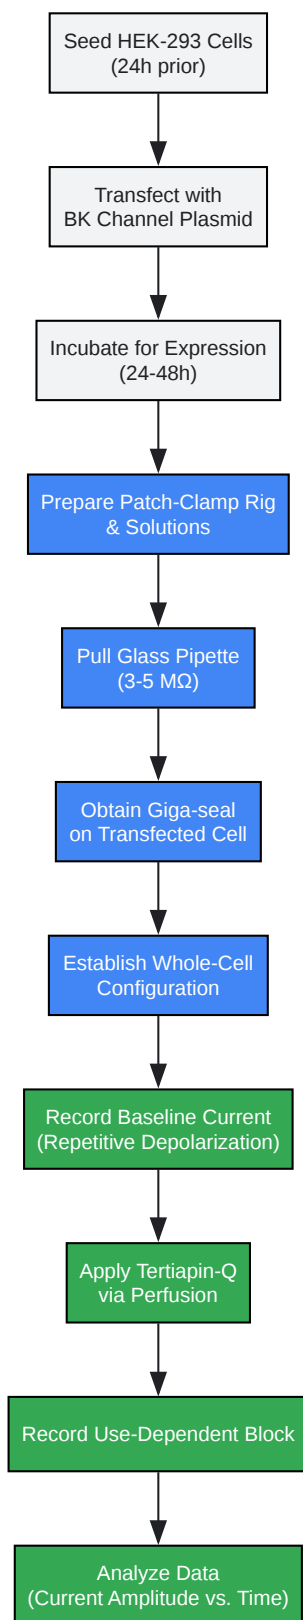 Seed HEK-293 Cells
(24h prior)
Transfect with
BK Channel Plasmid
Incubate for Expression
(24-48h)
Prepare Patch-Clamp Rig
& Solutions
Pull Glass Pipette
(3-5 MΩ)
Obtain Giga-seal
on Transfected Cell
Establish Whole-Cell
Configuration
Record Baseline Current
(Repetitive Depolarization)
Apply Tertiapin-Q
via Perfusion
Record Use-Dependent Block
Analyze Data
(Current Amplitude vs. Time)